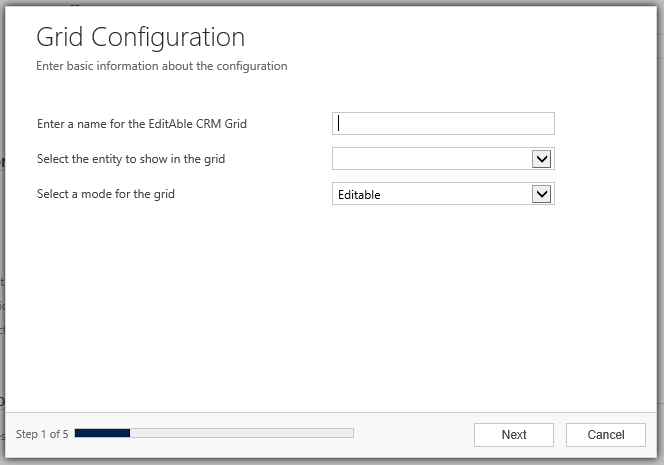 Grid Configuration
Enter basic information about the configuration
Enter a name for the EditAble CRM Grid
Select the entity to show in the grid
Select a mode for the grid Editable
Step 1 of 5 Next Cancel